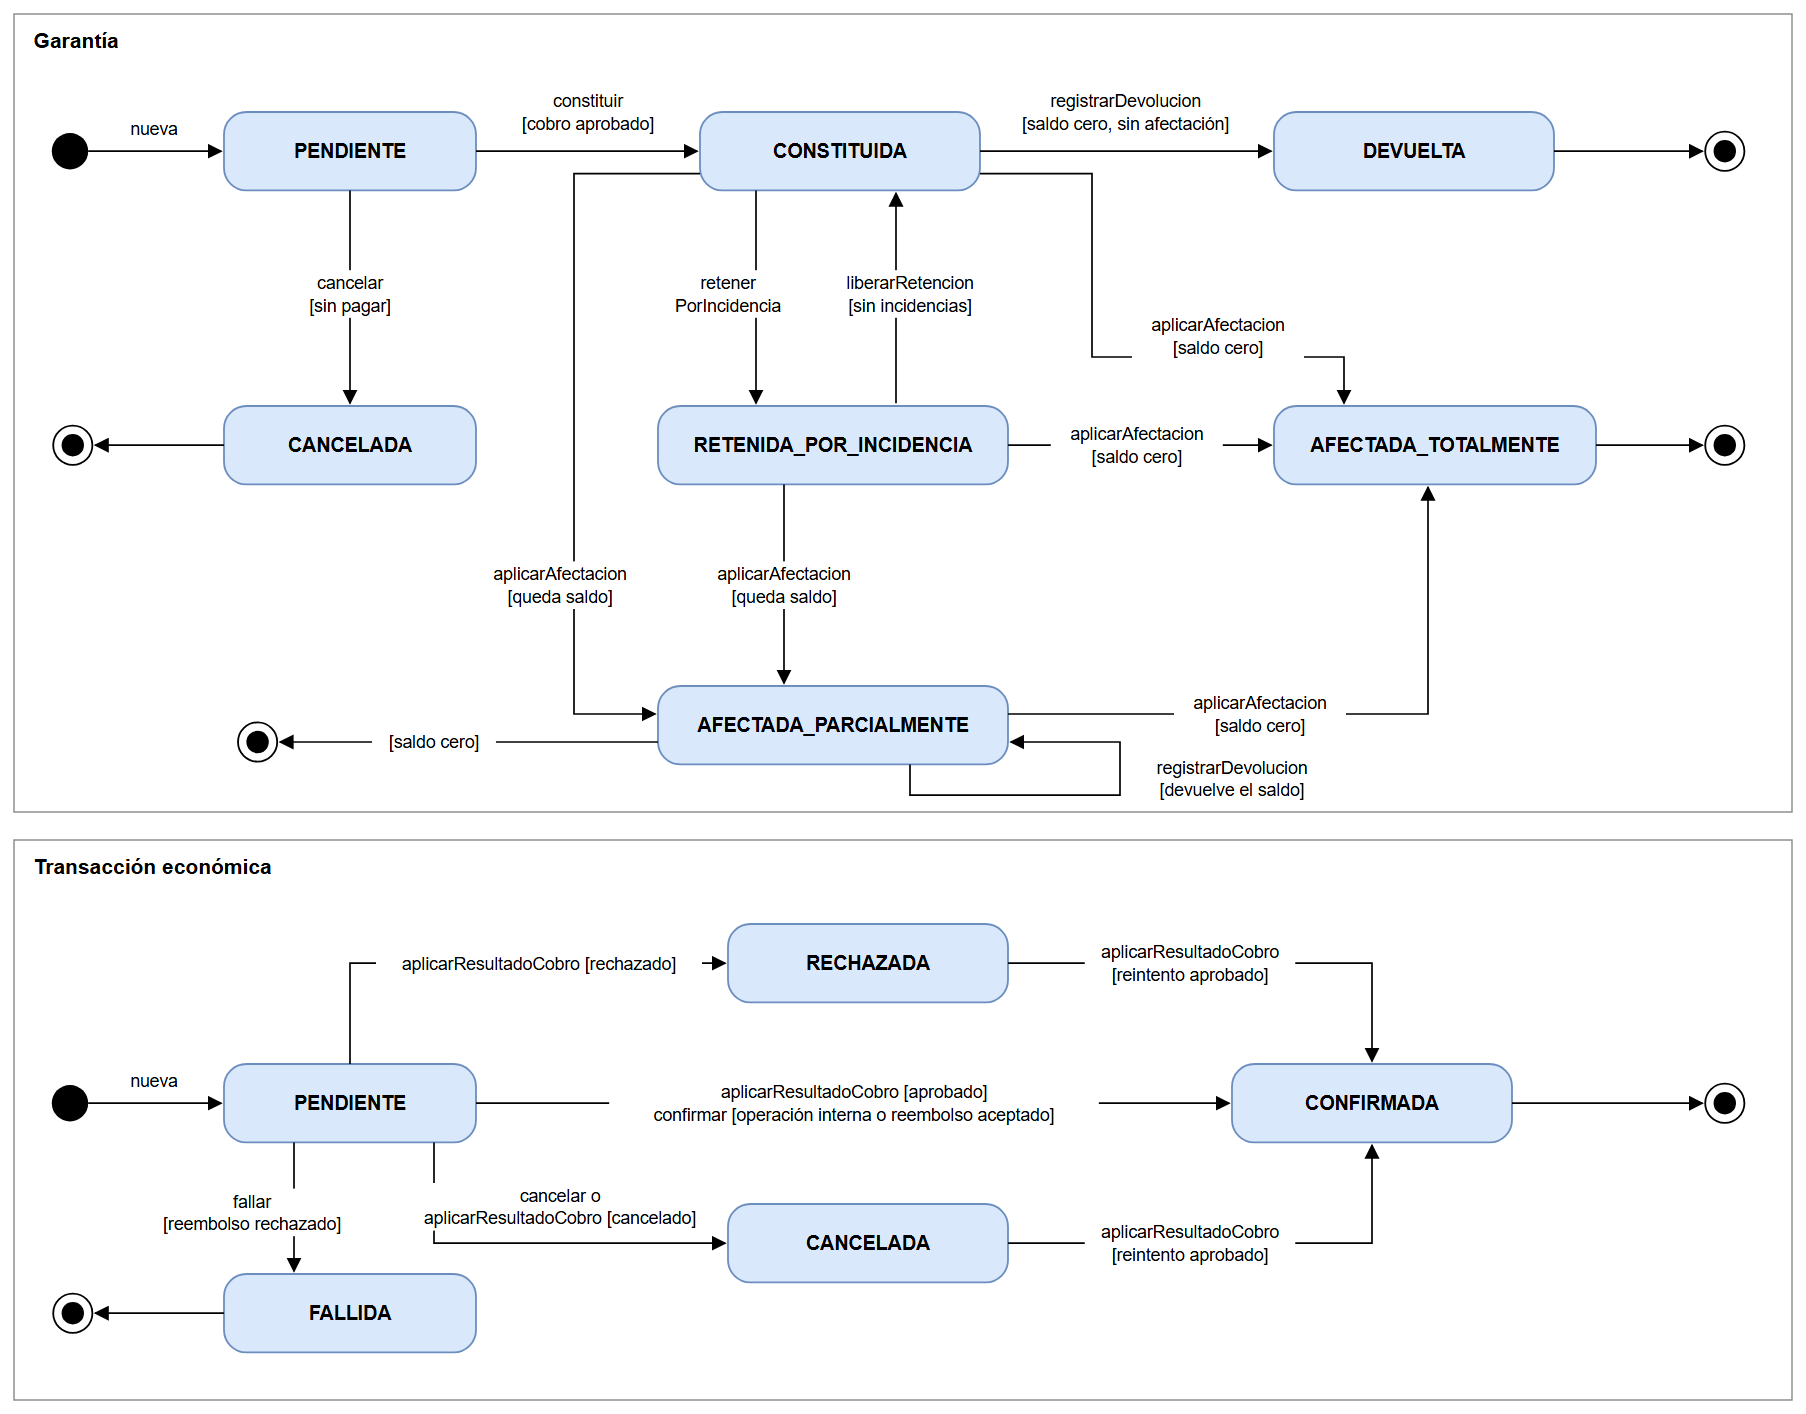 Garantía
nueva
PENDIENTE
constituir
[cobro aprobado]
CONSTITUIDA
registrarDevolucion
[saldo cero, sin afectación]
DEVUELTA
cancelar
[sin pagar]
retener
PorIncidencia
liberarRetencion
[sin incidencias]
aplicarAfectacion
[saldo cero]
CANCELADA
RETENIDA_POR_INCIDENCIA
aplicarAfectacion
[saldo cero]
AFECTADA_TOTALMENTE
aplicarAfectacion
[queda saldo]
aplicarAfectacion
[queda saldo]
[saldo cero]
AFECTADA_PARCIALMENTE
aplicarAfectacion
[saldo cero]
registrarDevolucion
[devuelve el saldo]
Transacción económica
aplicarResultadoCobro [rechazado]
RECHAZADA
aplicarResultadoCobro
[reintento aprobado]
nueva
PENDIENTE
aplicarResultadoCobro [aprobado]
confirmar [operación interna o reembolso aceptado]
CONFIRMADA
fallar
[reembolso rechazado]
cancelar o
aplicarResultadoCobro [cancelado]
CANCELADA
aplicarResultadoCobro
[reintento aprobado]
FALLIDA